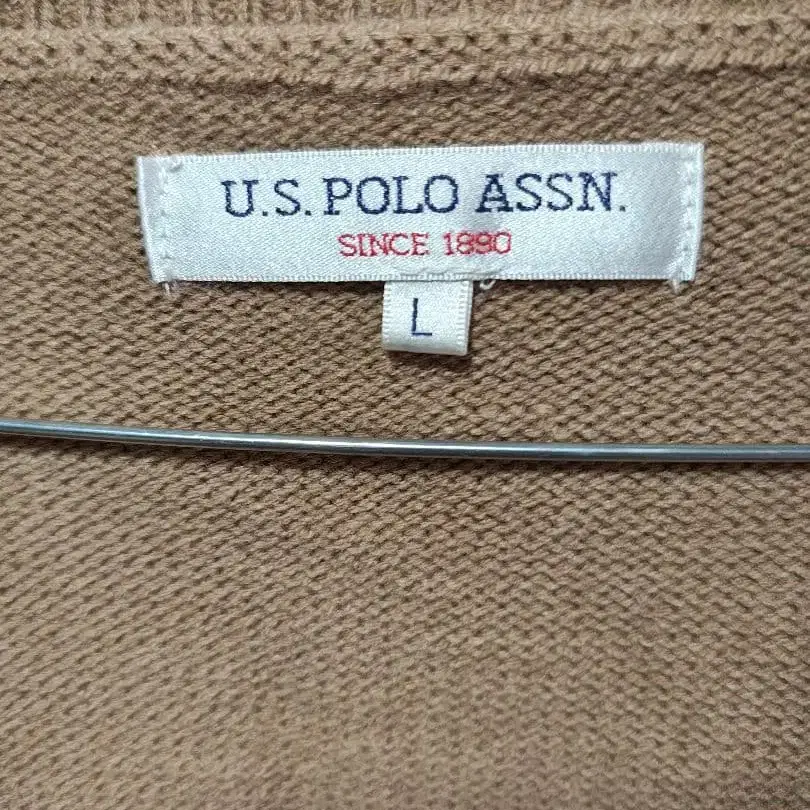 U.S. POLO ASSN.
SINCE 1890
L